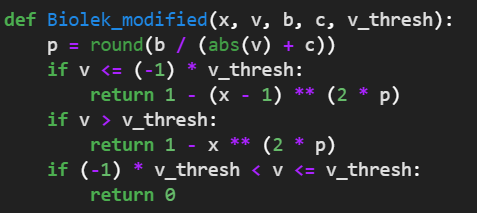 def Biolek_modified(x, v, b, c, v_thresh):
    p = round(b / (abs(v) + c))
    if v <= (-1) * v_thresh:
        return 1 - (x - 1) ** (2 * p)
    if v > v_thresh:
        return 1 - x ** (2 * p)
    if (-1) * v_thresh < v <= v_thresh:
        return 0